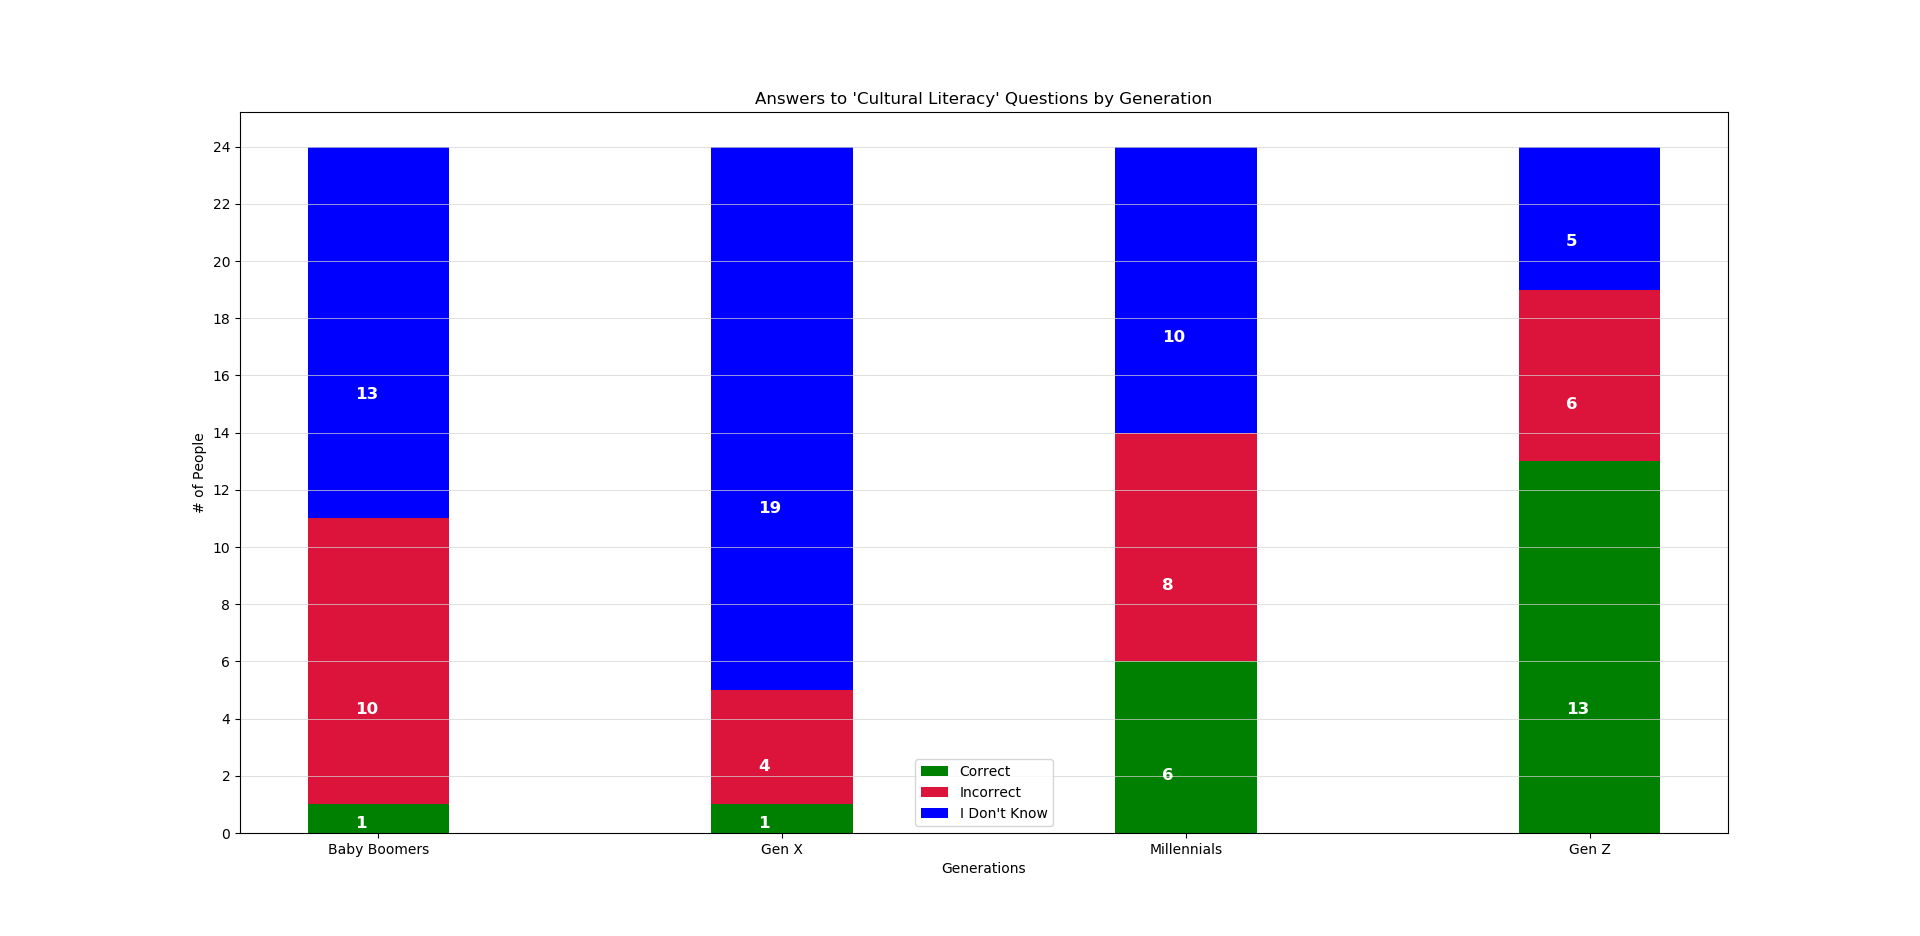 Answers to 'Cultural Literacy' Questions by Generation
# of People
24
22
20
18
16
14
12
10
8
6
4
2
0
13
10
1
19
4
1
10
8
6
5
6
13
Correct
Incorrect
I Don't Know
Baby Boomers
Gen X
Millennials
Gen Z
Generations